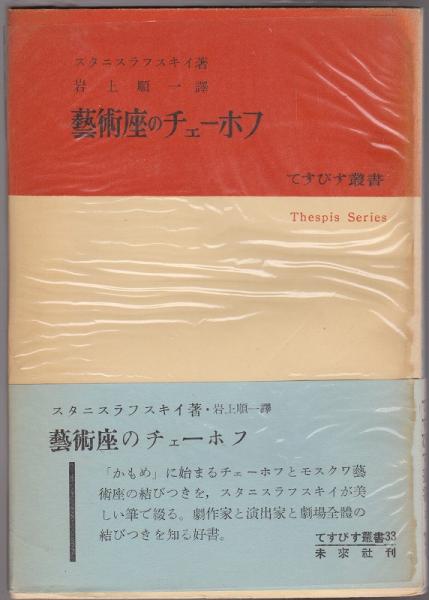 スタニスラフスキイ著
岩上順一譯
藝術座のチェーホフ
てすぴす叢書
Thespis Series
スタニスラフスキイ著・岩上順一譯
藝術座のチェーホフ
「かもめ」に始まるチェーホフとモスクワ藝
術座の結びつきを，スタニスラフスキイが美
しい筆で綴る。劇作家と演出家と劇場全體の
結びつきを知る好書。
てすぴす叢書33
未來社刊